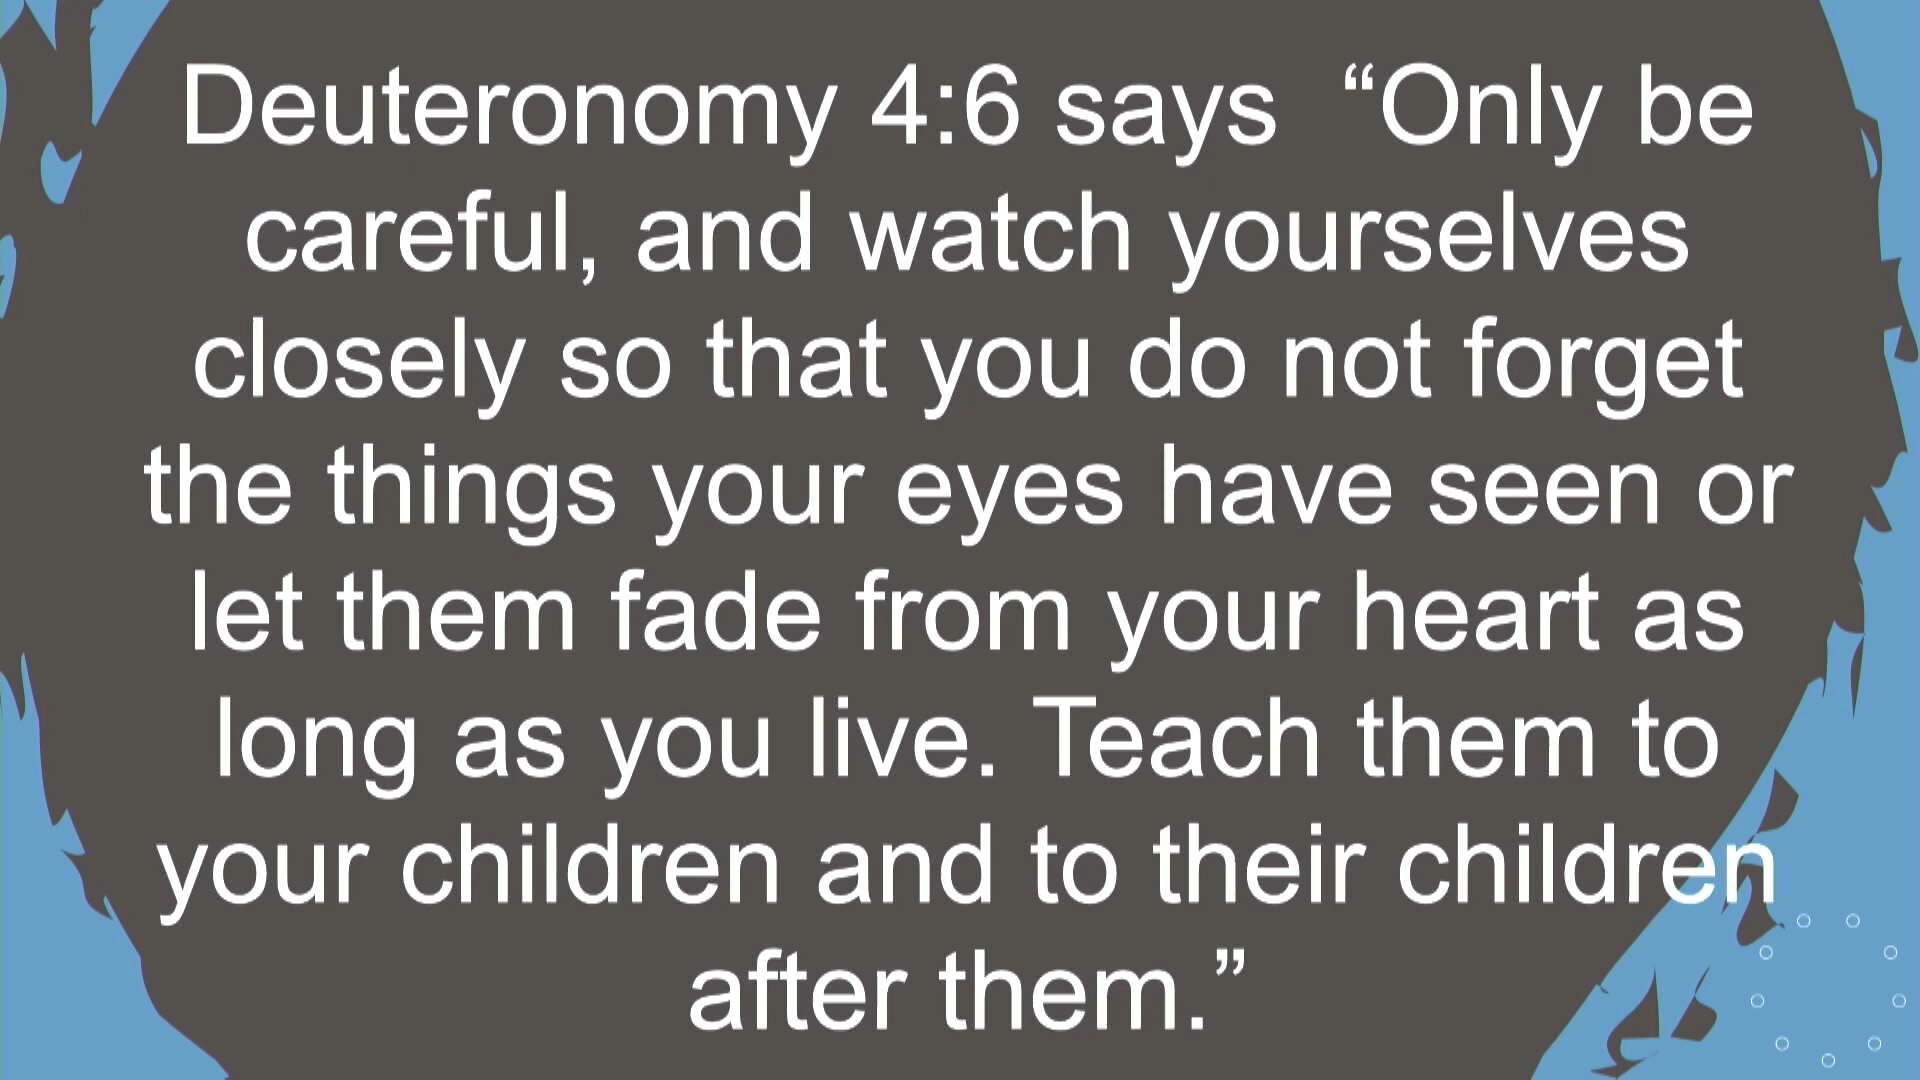 Deuteronomy 4:6 says  “Only be
careful, and watch yourselves
closely so that you do not forget
the things your eyes have seen or
let them fade from your heart as
long as you live. Teach them to
your children and to their children
after them.”